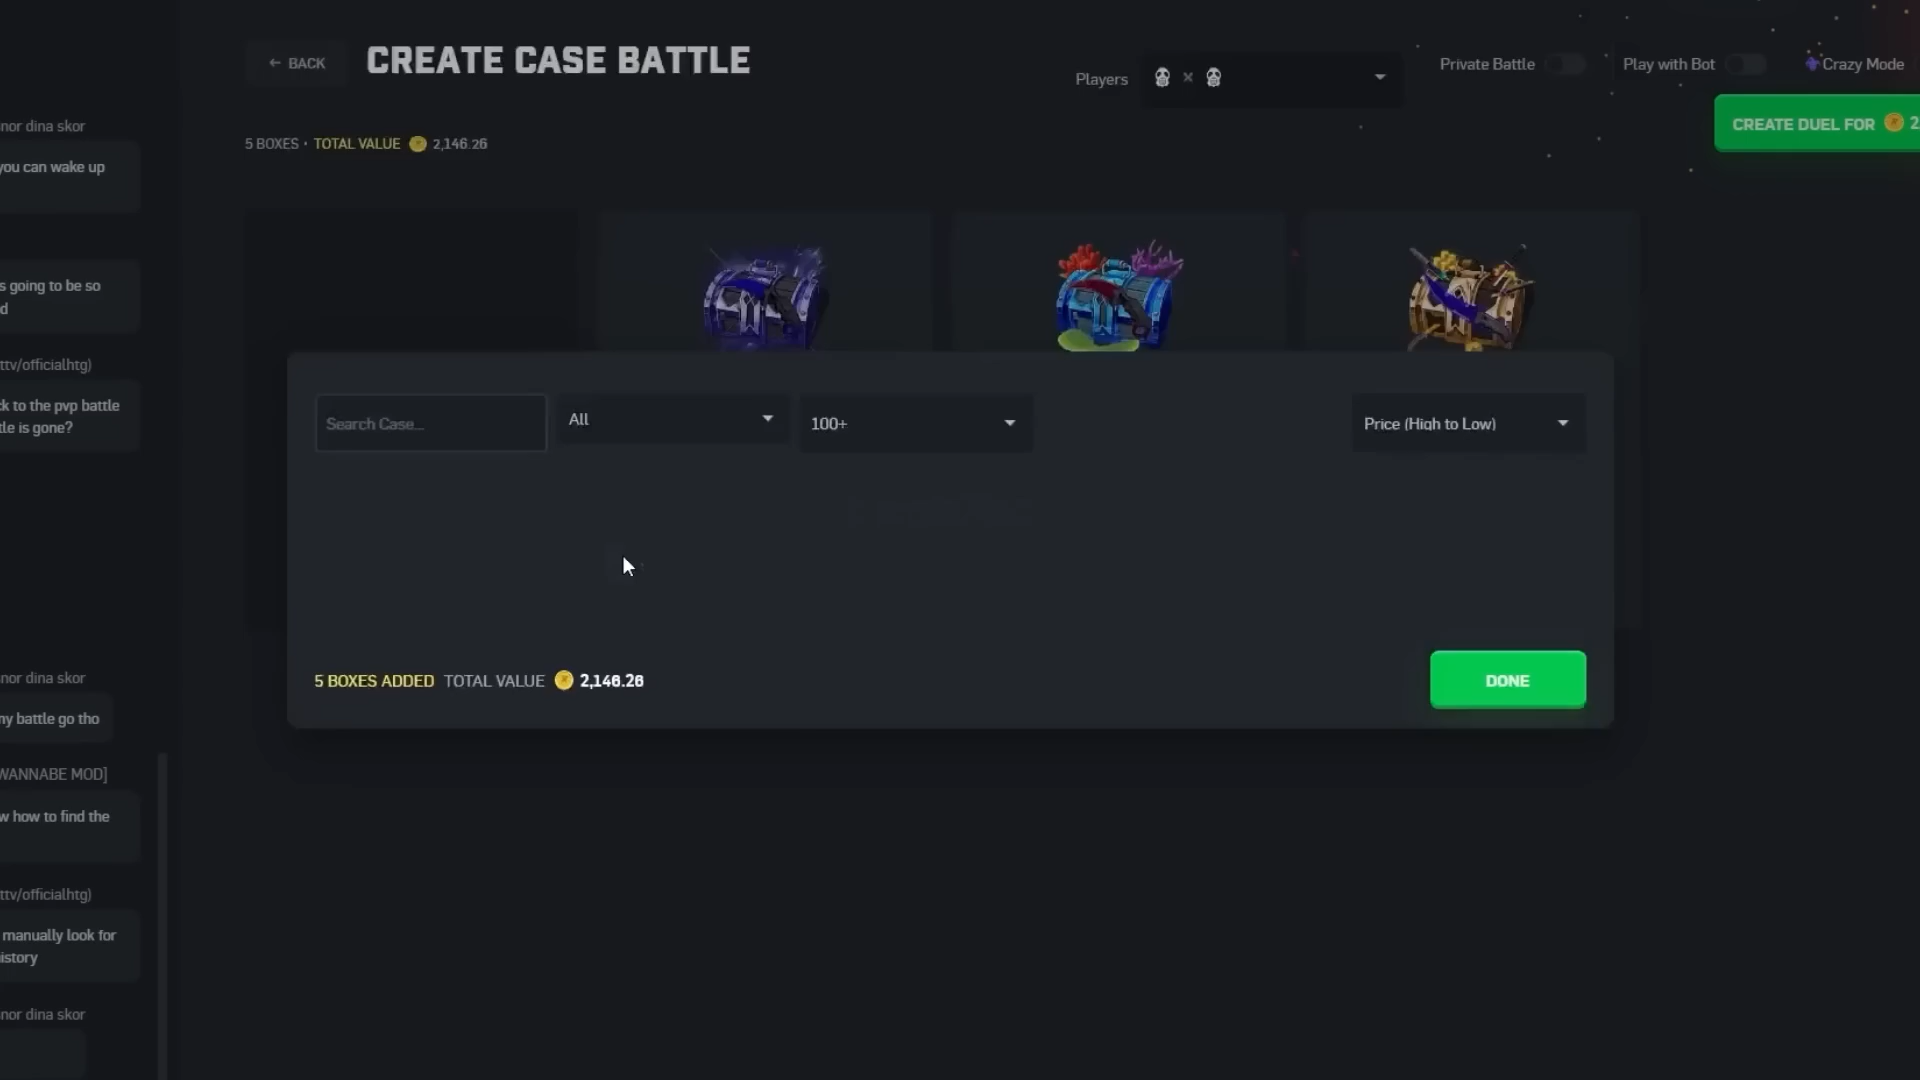 ← BACK
CREATE CASE BATTLE
Players
×
Private Battle
Play with Bot
Crazy Mode
CREATE DUEL FOR 2
5 BOXES • TOTAL VALUE 2,146.26
nor dina skor
you can wake up
s going to be so
d
ttv/officialhtg)
ck to the pvp battle
tle is gone?
Search Case...
All
100+
Price (High to Low)
5 BOXES ADDED TOTAL VALUE 2,146.26
DONE
nor dina skor
my battle go tho
WANNABE MOD]
w how to find the
ttv/officialhtg)
manually look for
istory
nor dina skor